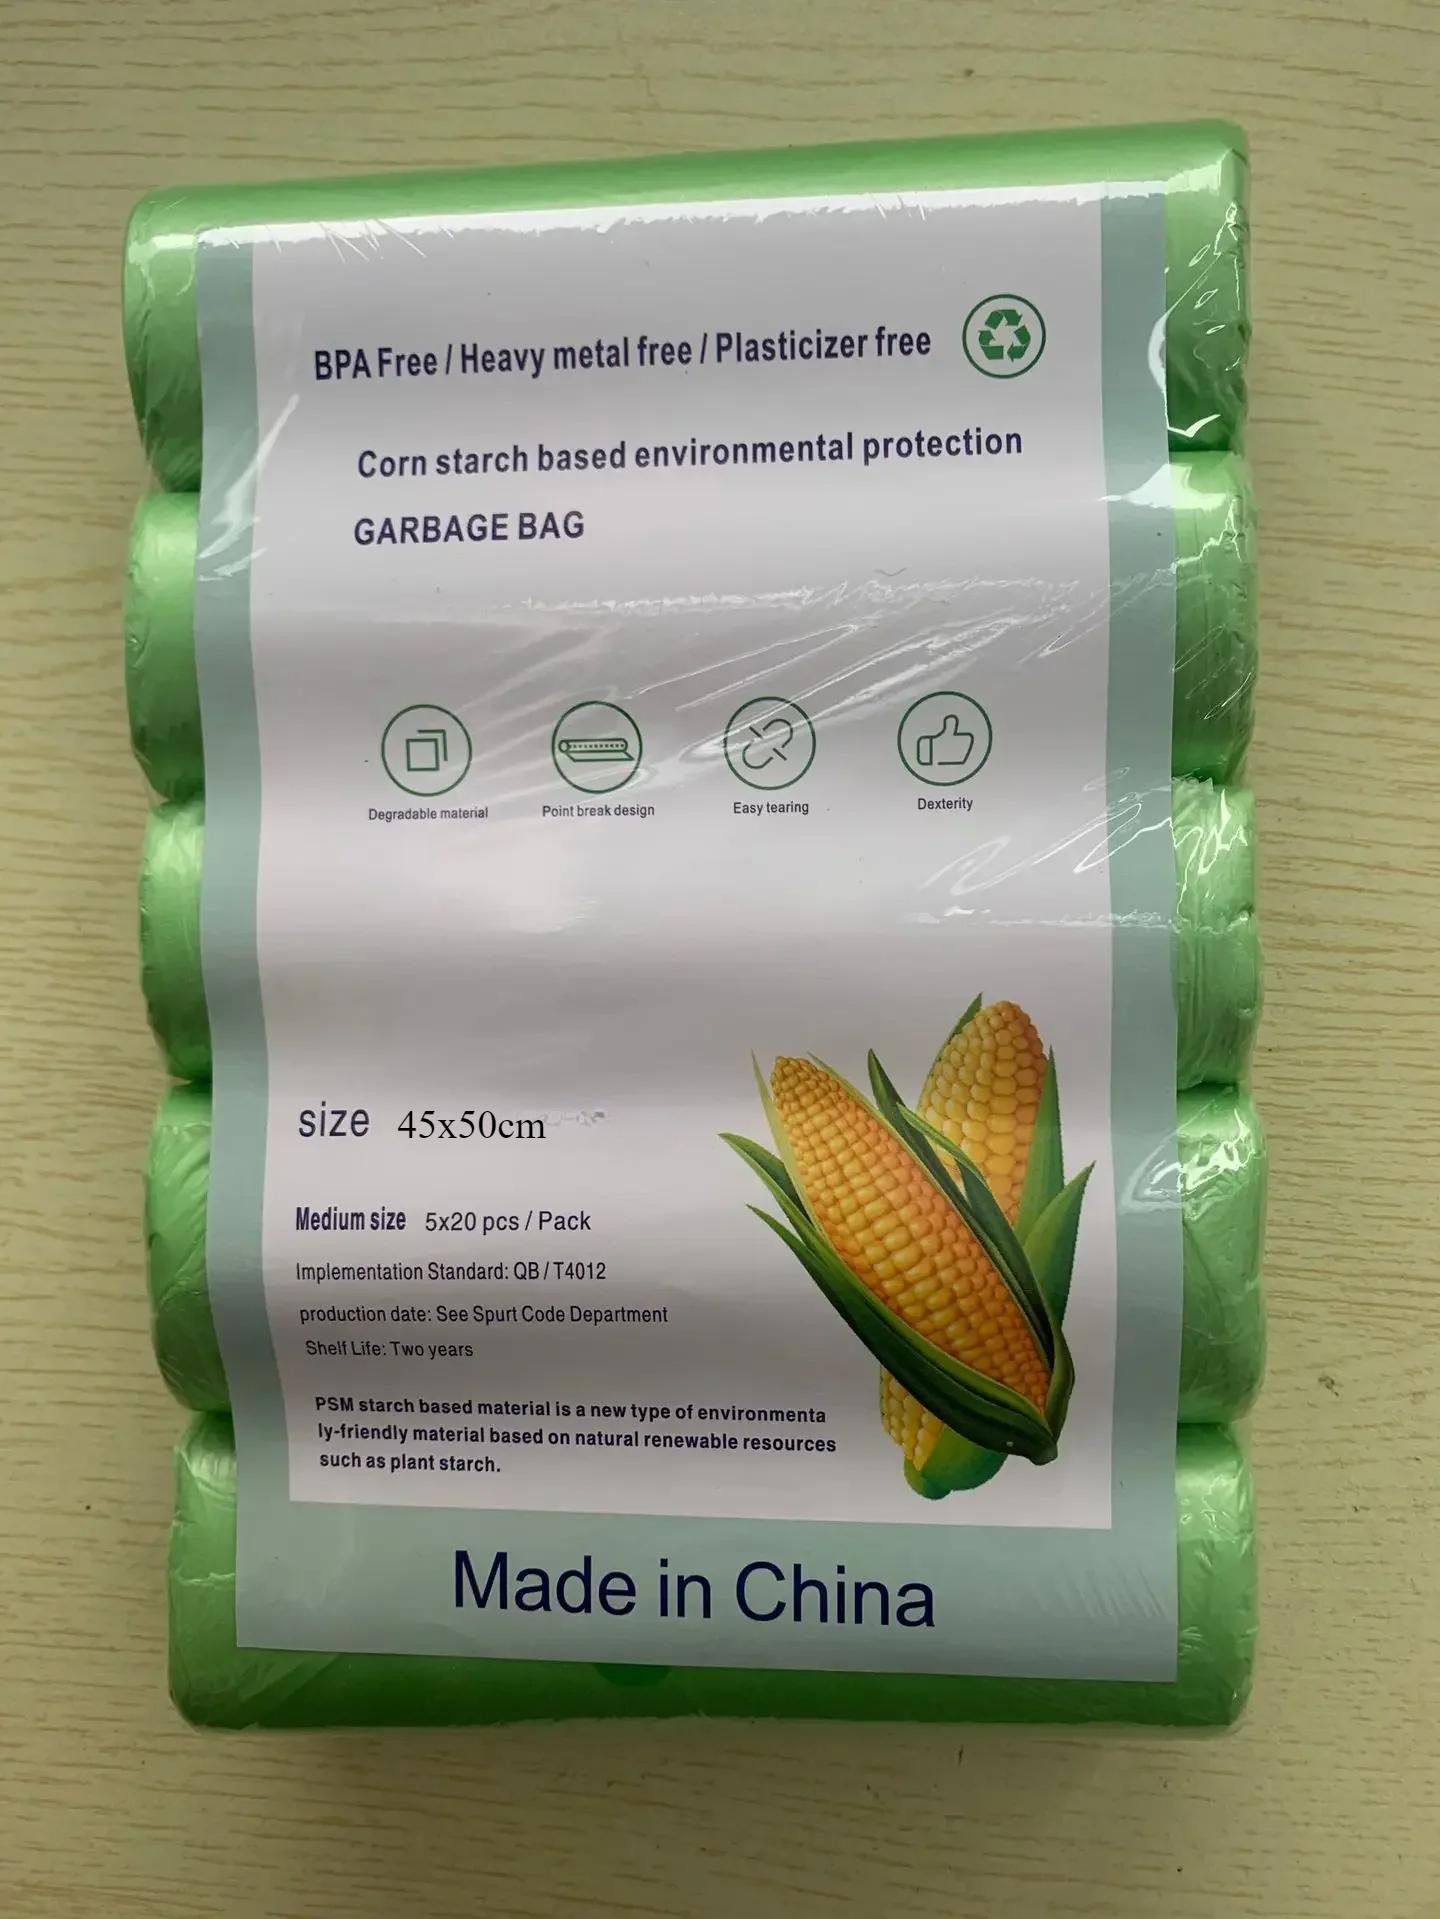 BPA Free / Heavy metal free / Plasticizer free
Corn starch based environmental protection
GARBAGE BAG
Degradable material
Point break design
Easy tearing
Dexterity
size 45x50cm
Medium size 5x20 pcs / Pack
Implementation Standard: QB / T4012
production date: See Spurt Code Department
Shelf Life: Two years
PSM starch based material is a new type of environmenta
ly-friendly material based on natural renewable resources
such as plant starch.
Made in China